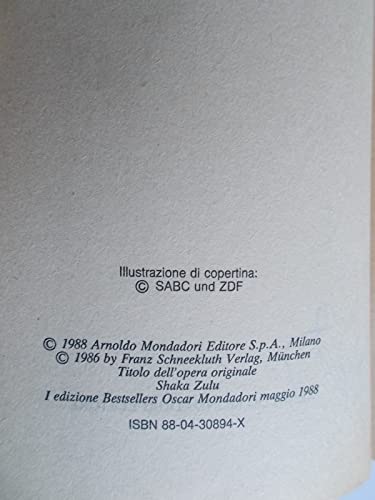 Illustrazione di copertina:
© SABC und ZDF
© 1988 Arnoldo Mondadori Editore S.p.A., Milano
© 1986 by Franz Schneekluth Verlag, München
Titolo dell'opera originale
Shaka Zulu
I edizione Bestsellers Oscar Mondadori maggio 1988
ISBN 88-04-30894-X